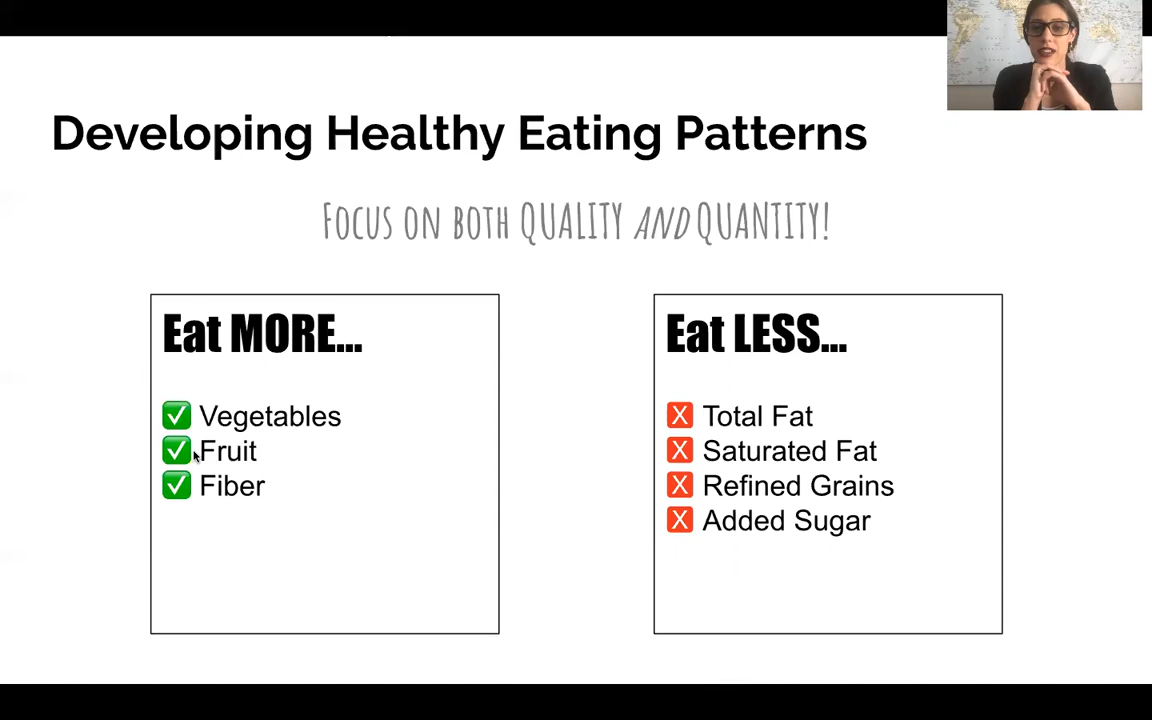 Developing Healthy Eating Patterns
Focus on both QUALITY and QUANTITY!
Eat MORE...
✅ Vegetables
✅ Fruit
✅ Fiber
Eat LESS...
X Total Fat
X Saturated Fat
X Refined Grains
X Added Sugar